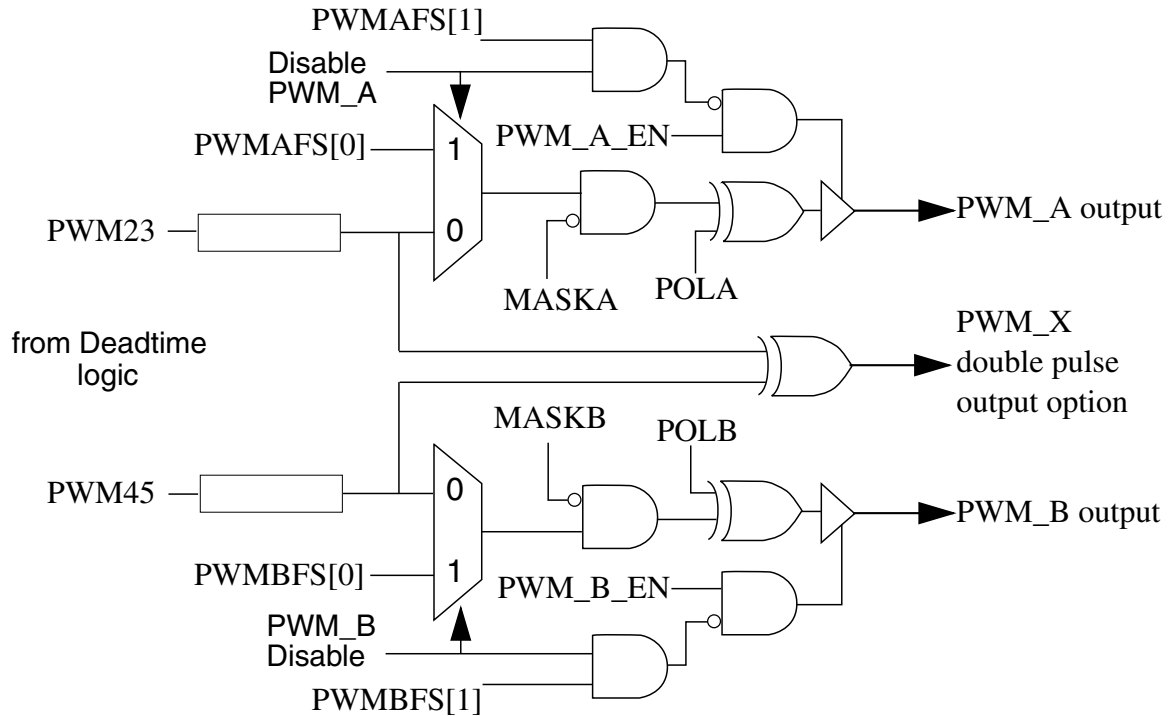 PWMAFS[1]
Disable
PWM_A
PWMAFS[0]
1
PWM_A_EN
PWM23
0
PWM_A output
MASKA
POLA
from Deadtime
logic
PWM_X
double pulse
output option
MASKB
POLB
PWM45
0
PWM_B output
PWMBFS[0]
1
PWM_B_EN
PWM_B
Disable
PWMBFS[1]